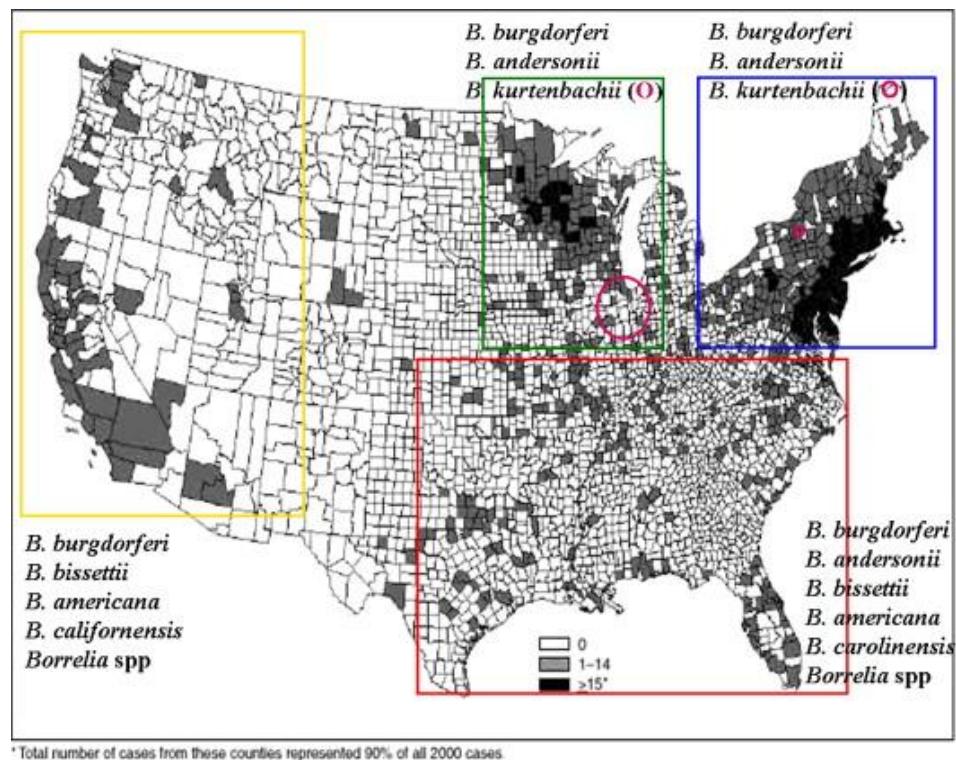 B. burgdorferi
B. andersonii
B. kurtenbachii (O)
B. burgdorferi
B. andersonii
B. kurtenbachii (O)
B. burgdorferi
B. bissettii
B. americana
B. californensis
Borrelia spp
B. burgdorferi
B. andersonii
B. bissettii
B. americana
B. carolinensis
Borrelia spp
0
1–14
≥15*
* Total number of cases from these counties represented 90% of all 2000 cases.